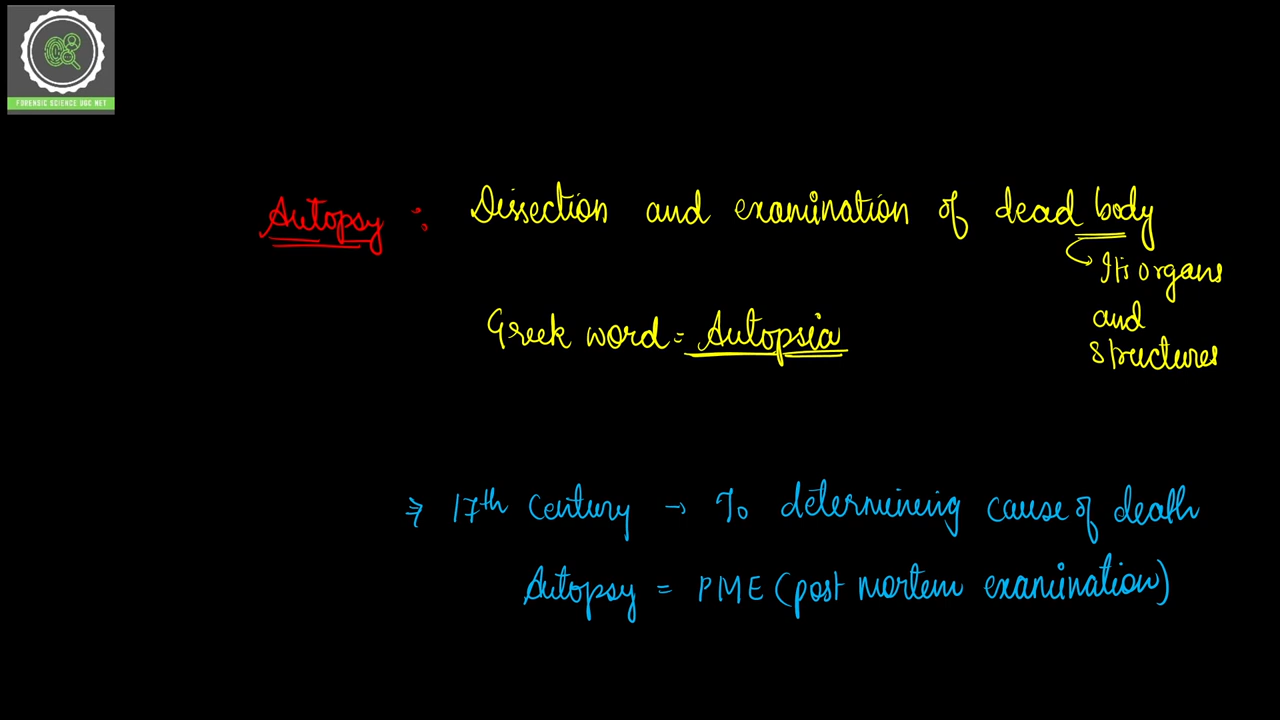 FORENSIC SCIENCE UGC NET
Autopsy : Dissection and examination of dead body
Its organs
and
structures
Greek word = Autopsia
⇒ 17th century → To determining cause of death
Autopsy = PME (post mortem examination)